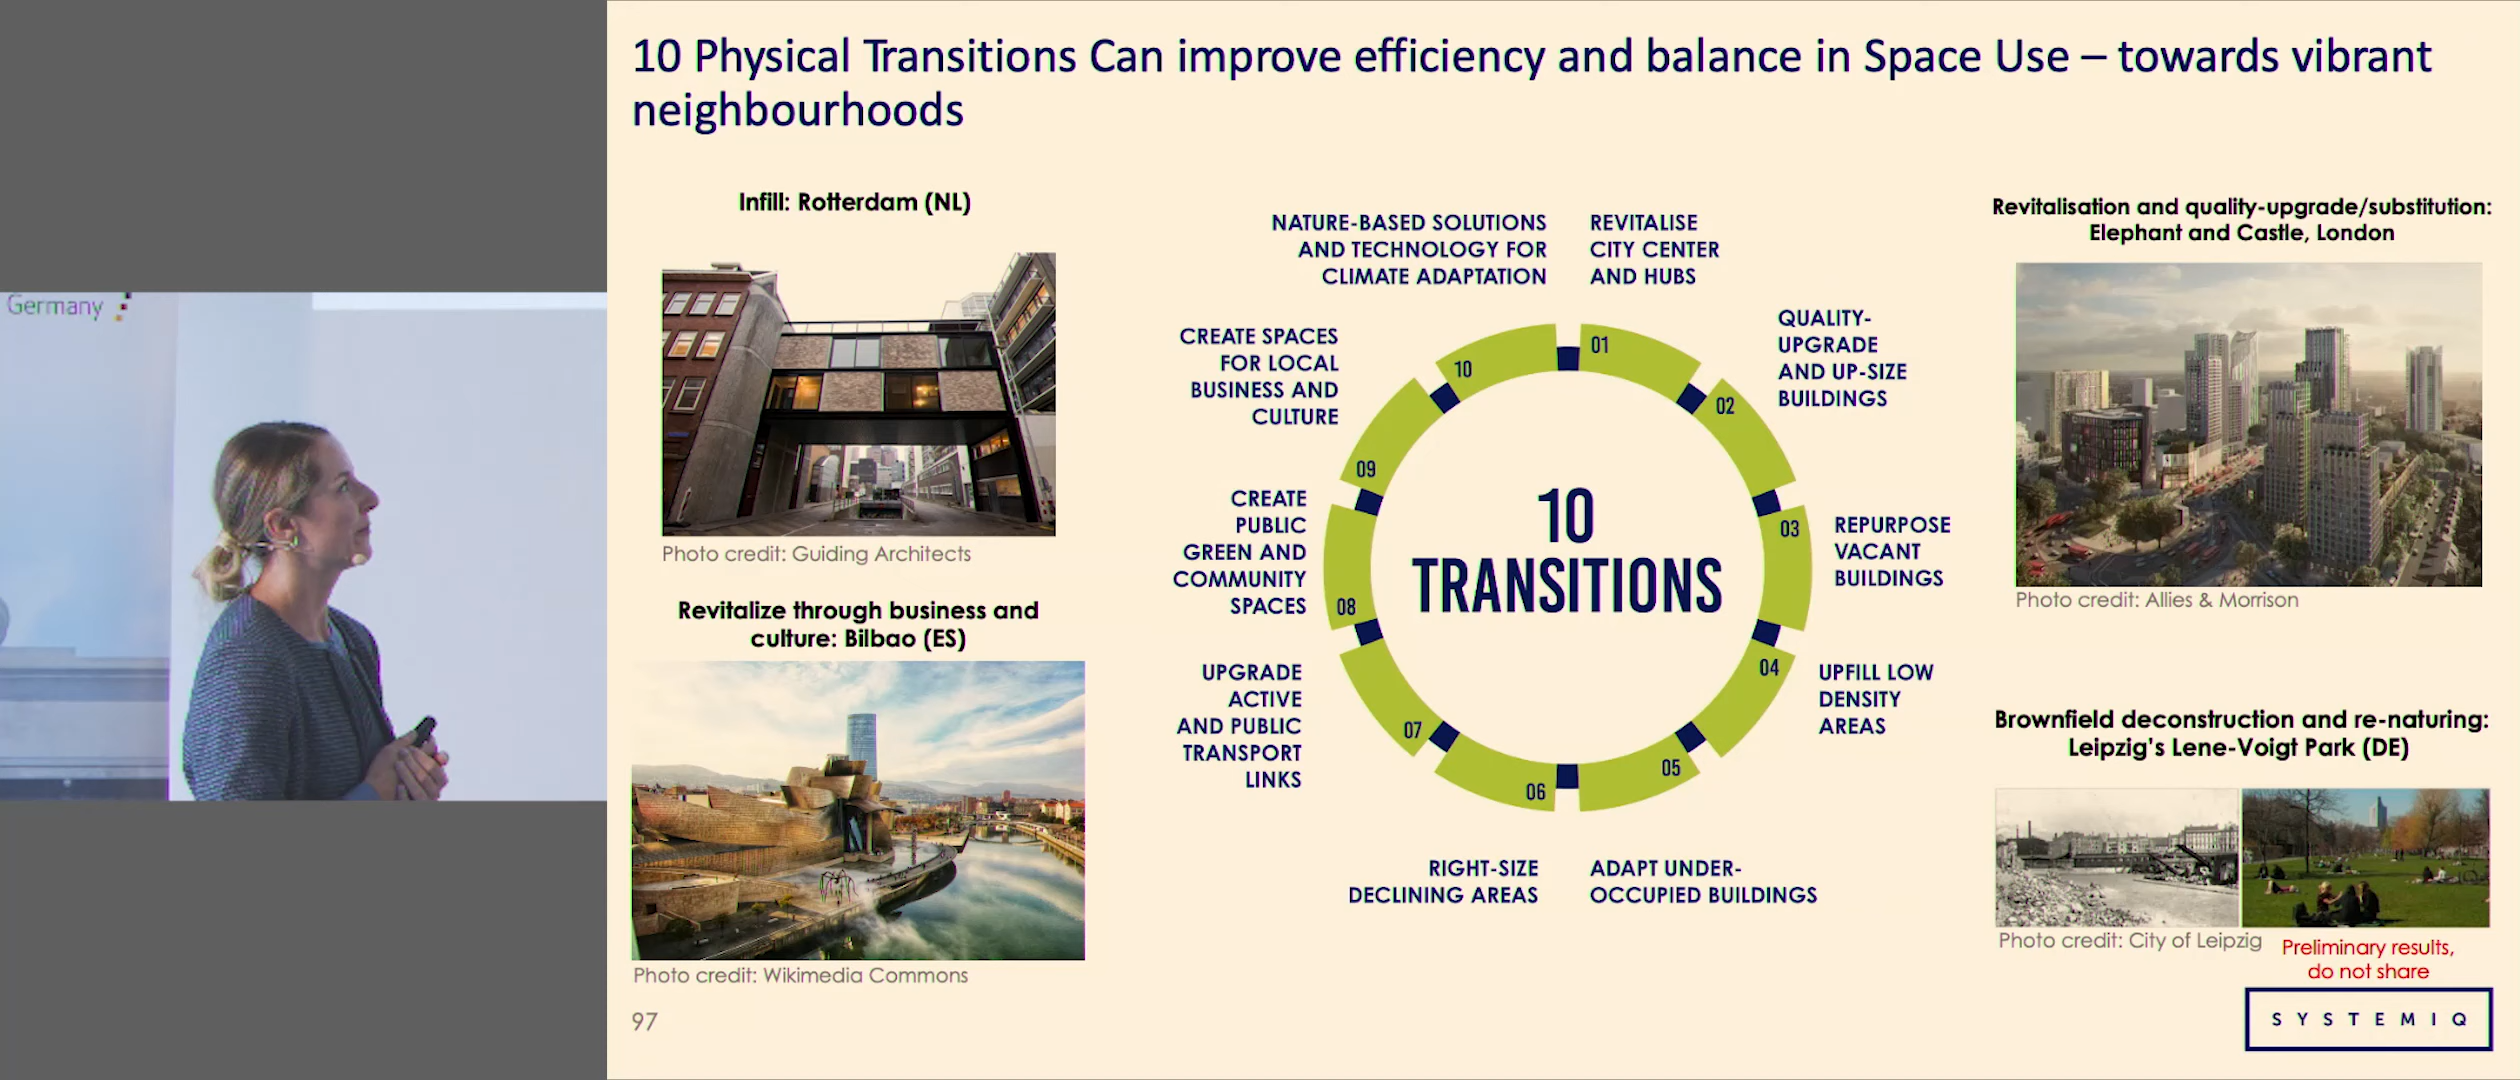 Germany
10 Physical Transitions Can improve efficiency and balance in Space Use – towards vibrant
neighbourhoods
Infill: Rotterdam (NL)
Photo credit: Guiding Architects
Revitalize through business and
culture: Bilbao (ES)
Photo credit: Wikimedia Commons
97
NATURE-BASED SOLUTIONS
AND TECHNOLOGY FOR
CLIMATE ADAPTATION
REVITALISE
CITY CENTER
AND HUBS
QUALITY-
UPGRADE
AND UP-SIZE
BUILDINGS
REPURPOSE
VACANT
BUILDINGS
UPFILL LOW
DENSITY
AREAS
ADAPT UNDER-
OCCUPIED BUILDINGS
RIGHT-SIZE
DECLINING AREAS
UPGRADE
ACTIVE
AND PUBLIC
TRANSPORT
LINKS
CREATE
PUBLIC
GREEN AND
COMMUNITY
SPACES
CREATE SPACES
FOR LOCAL
BUSINESS AND
CULTURE
01
02
03
04
05
06
07
08
09
10
10
TRANSITIONS
Revitalisation and quality-upgrade/substitution:
Elephant and Castle, London
Photo credit: Allies & Morrison
Brownfield deconstruction and re-naturing:
Leipzig's Lene-Voigt Park (DE)
Photo credit: City of Leipzig
Preliminary results,
do not share
SYSTEMIQ